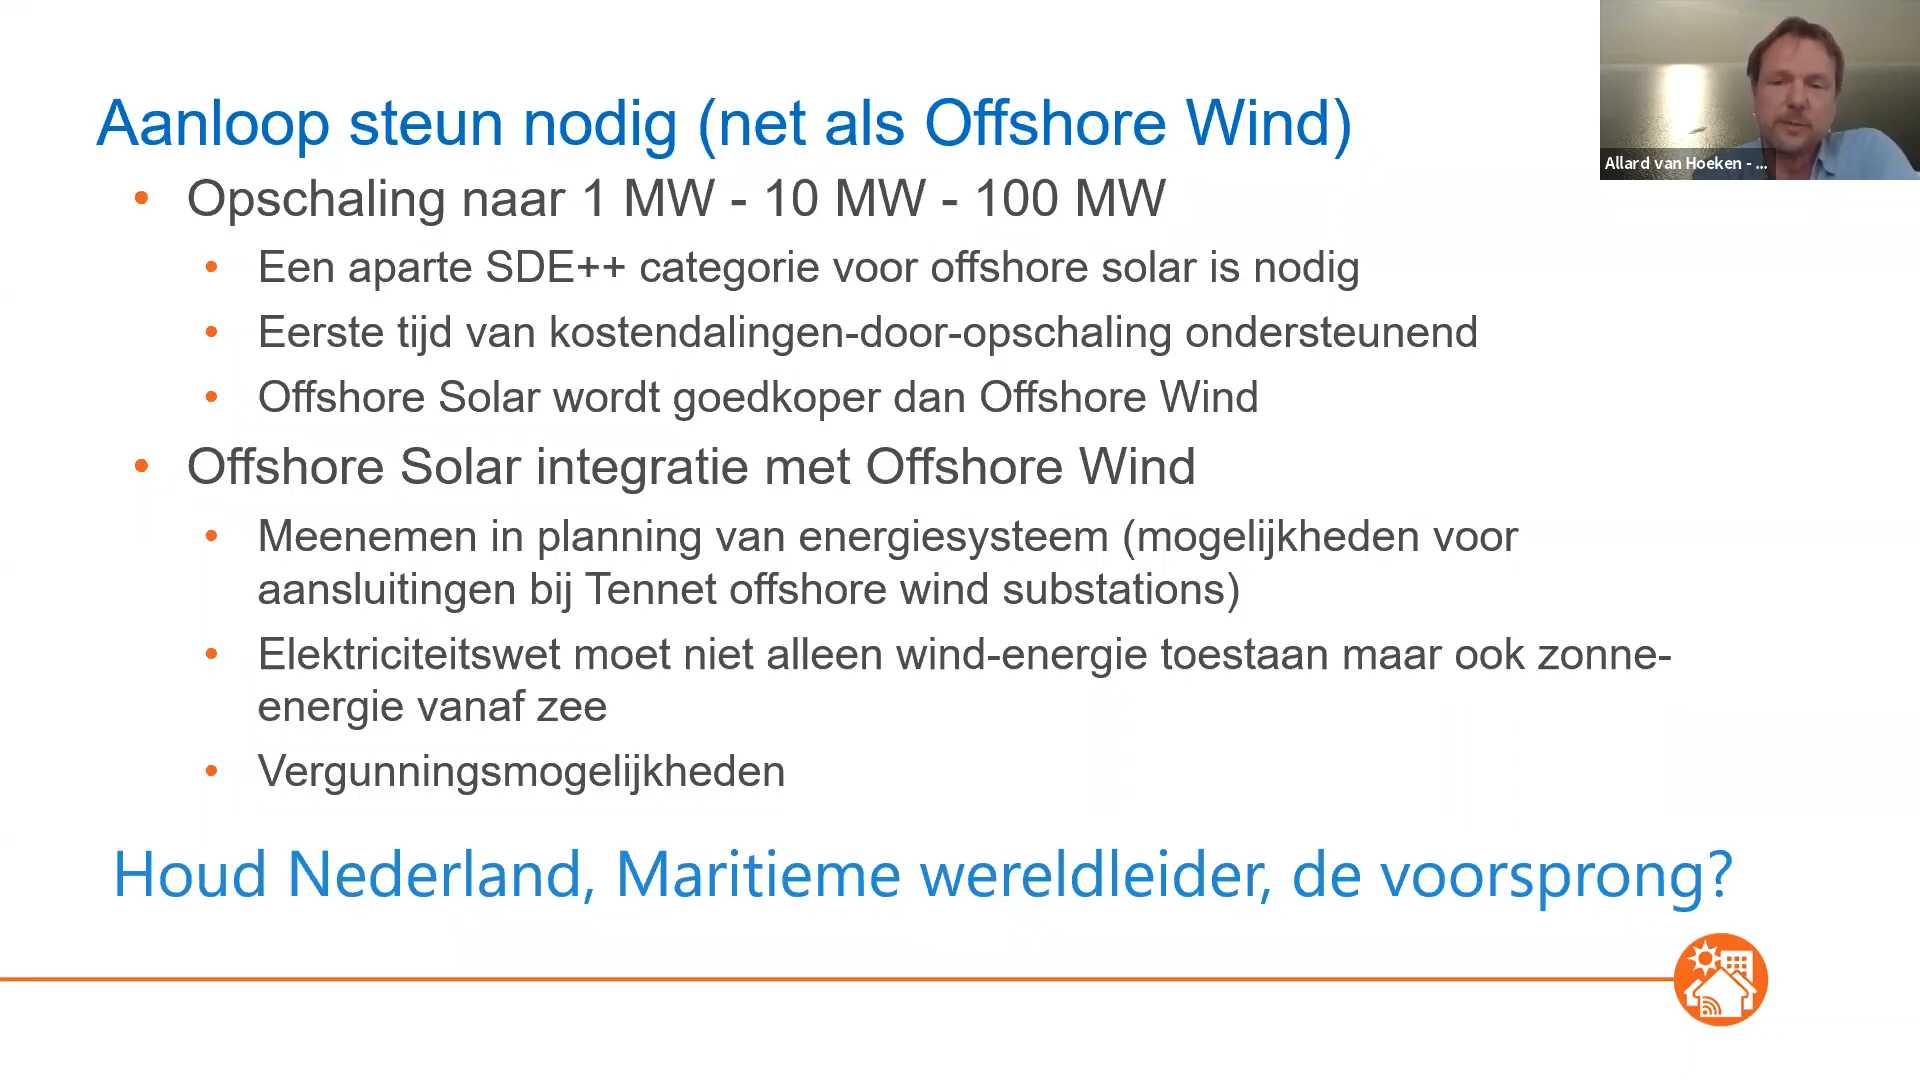 Aanloop steun nodig (net als Offshore Wind)
Allard van Hoeken - ...
• Opschaling naar 1 MW - 10 MW - 100 MW
• Een aparte SDE++ categorie voor offshore solar is nodig
• Eerste tijd van kostendalingen-door-opschaling ondersteunend
• Offshore Solar wordt goedkoper dan Offshore Wind
• Offshore Solar integratie met Offshore Wind
• Meenemen in planning van energiesysteem (mogelijkheden voor
aansluitingen bij Tennet offshore wind substations)
• Elektriciteitswet moet niet alleen wind-energie toestaan maar ook zonne-
energie vanaf zee
• Vergunningsmogelijkheden
Houd Nederland, Maritieme wereldleider, de voorsprong?